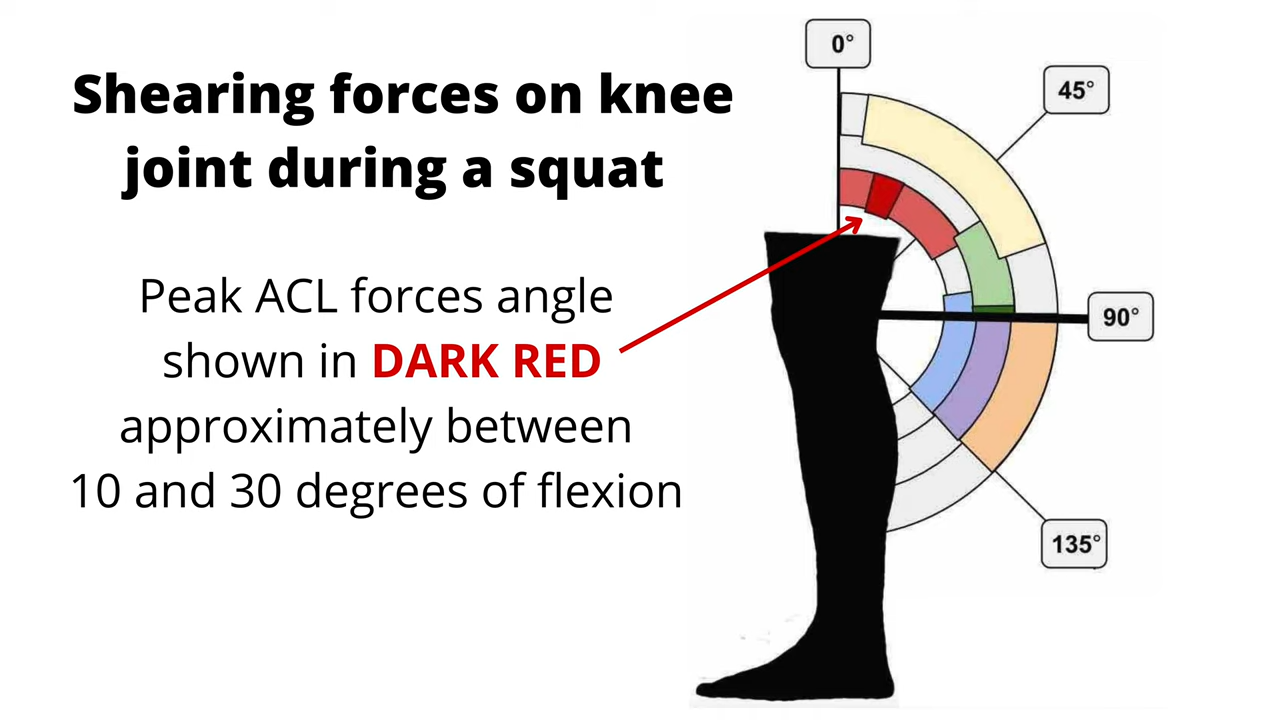 Shearing forces on knee
joint during a squat
Peak ACL forces angle
shown in DARK RED
approximately between
10 and 30 degrees of flexion
0°
45°
90°
135°